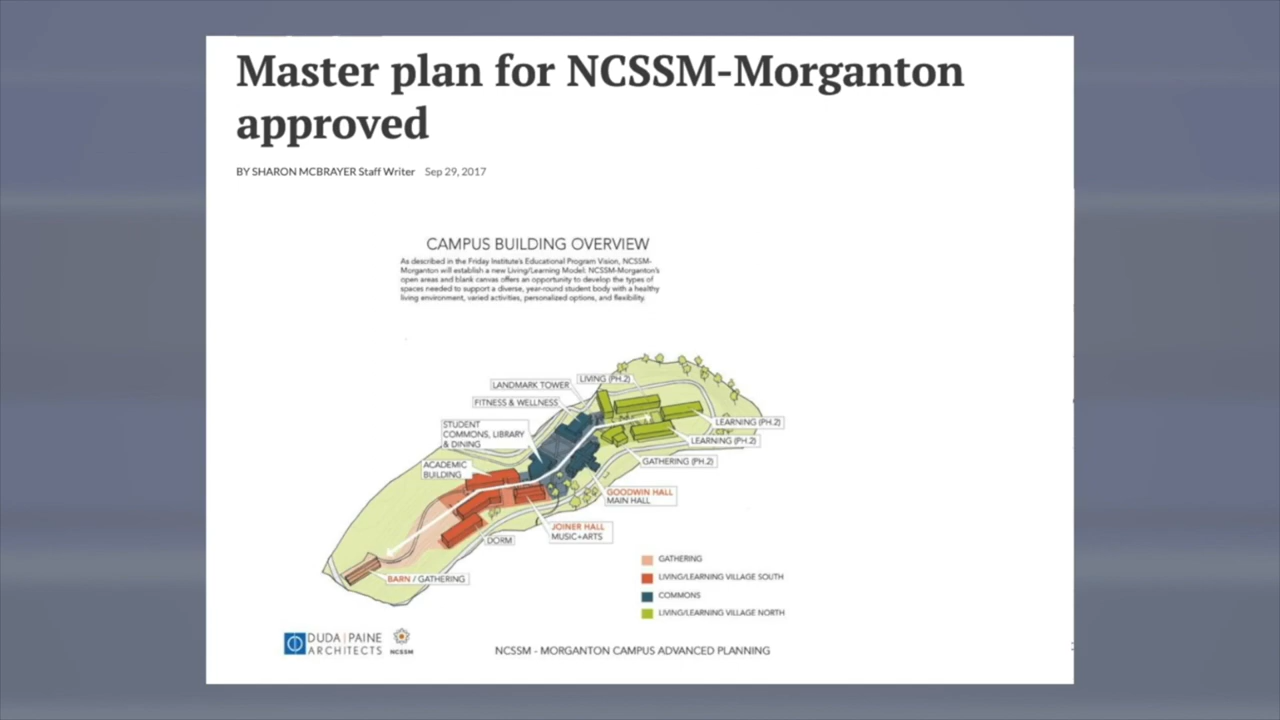 Master plan for NCSSM-Morganton
approved
BY SHARON MCBRAYER Staff Writer Sep 29, 2017
CAMPUS BUILDING OVERVIEW
As described in the Friday Institute's Educational Program Vision, NCSSM-
Morganton will establish a new Living/Learning Model. NCSSM-Morganton's
open areas and blank canvas offers an opportunity to develop the types of
spaces needed to support a diverse, year-round student body with a healthy
living environment, varied activities, personalized options, and flexibility.
LIVING (PH.2)
LANDMARK TOWER
FITNESS & WELLNESS
STUDENT
COMMONS, LIBRARY
& DINING
LEARNING (PH.2)
LEARNING (PH.2)
GATHERING (PH.2)
ACADEMIC
BUILDING
GOODWIN HALL
MAIN HALL
JOINER HALL
MUSIC+ARTS
DORM
BARN / GATHERING
GATHERING
LIVING/LEARNING VILLAGE SOUTH
COMMONS
LIVING/LEARNING VILLAGE NORTH
DUDA | PAINE
ARCHITECTS
NCSSM
NCSSM - MORGANTON CAMPUS ADVANCED PLANNING